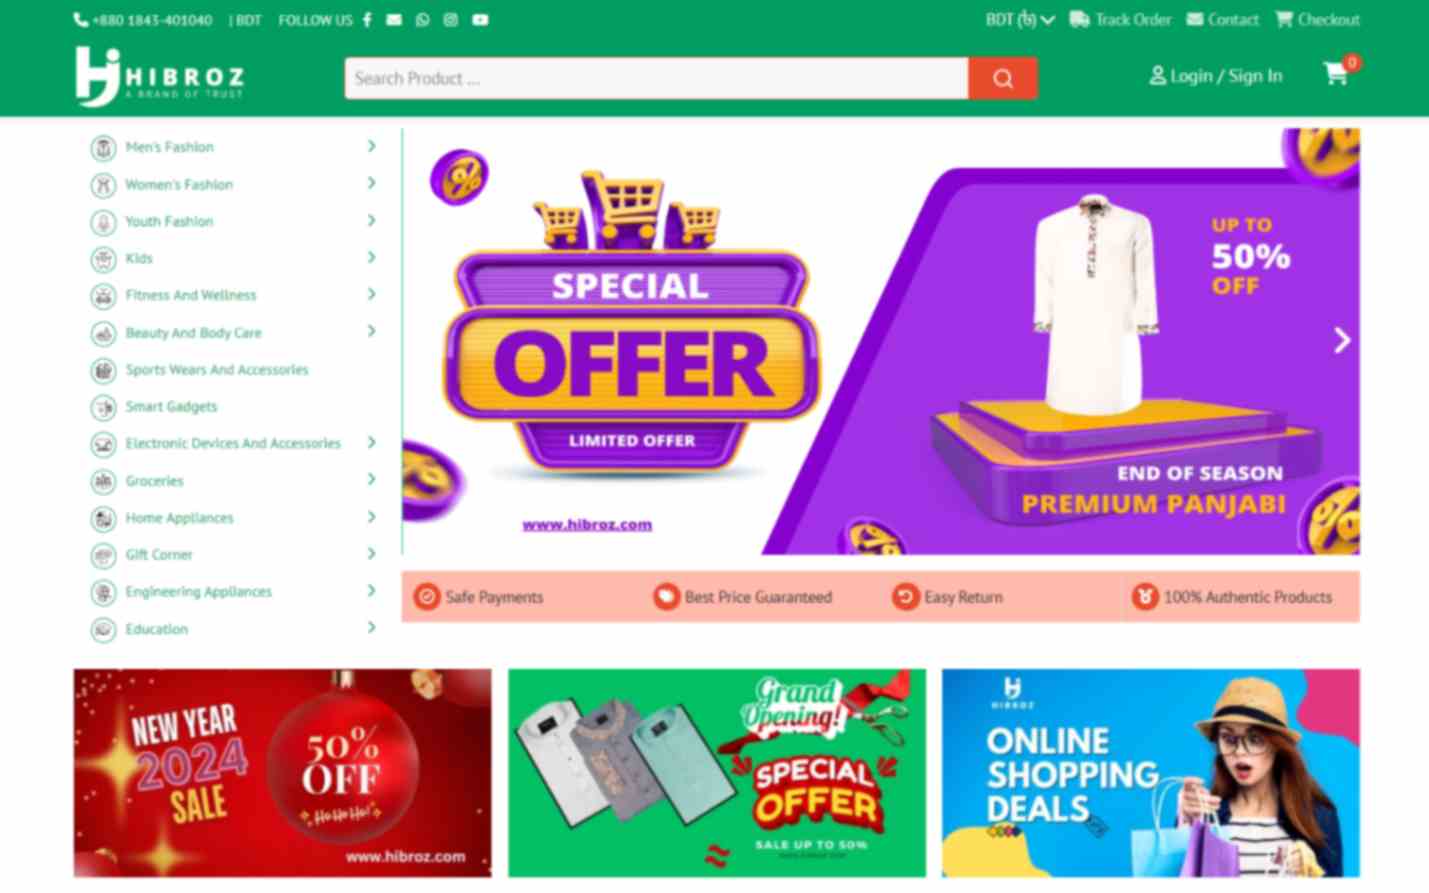 +880 1843-401040 | BDT FOLLOW US
BDT (৳) Track Order Contact Checkout
HIBROZ
A BRAND OF TRUST
Search Product ...
Login / Sign In
0
Men's Fashion
Women's Fashion
Youth Fashion
Kids
Fitness And Wellness
Beauty And Body Care
Sports Wears And Accessories
Smart Gadgets
Electronic Devices And Accessories
Groceries
Home Appliances
Gift Corner
Engineering Appliances
Education
SPECIAL
OFFER
LIMITED OFFER
www.hibroz.com
UP TO
50%
OFF
END OF SEASON
PREMIUM PANJABI
Safe Payments
Best Price Guaranteed
Easy Return
100% Authentic Products
NEW YEAR
2024
SALE
50%
OFF
Ho Ho Ho!
www.hibroz.com
Grand
Opening!
SPECIAL
OFFER
SALE UP TO 50%
HIBROZ
ONLINE
SHOPPING
DEALS